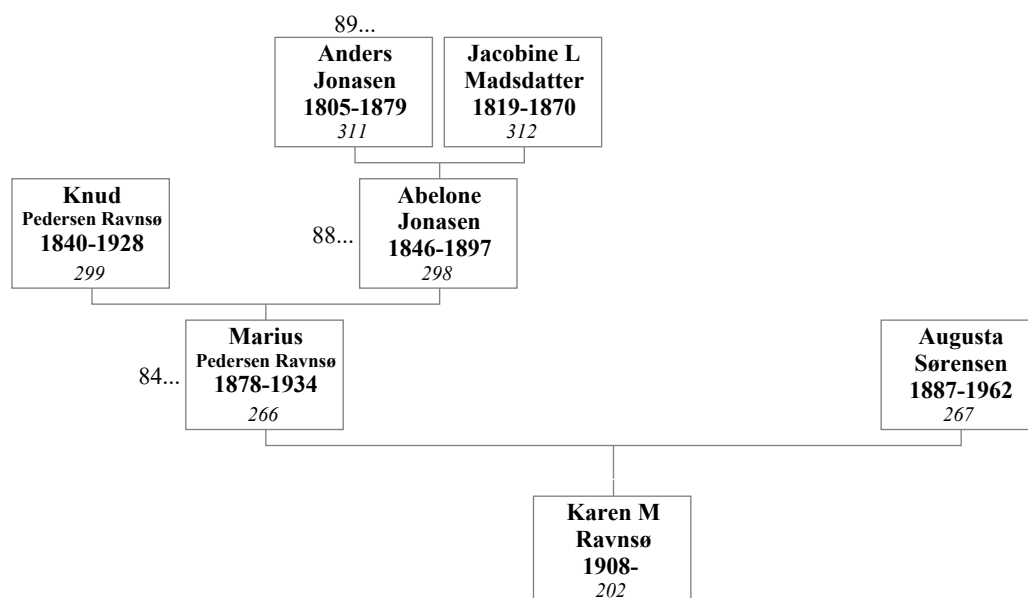 89...
Anders
Jonasen
1805-1879
311
Jacobine L
Madsdatter
1819-1870
312
Knud
Pedersen Ravnsø
1840-1928
299
88...
Abelone
Jonasen
1846-1897
298
84...
Marius
Pedersen Ravnsø
1878-1934
266
Augusta
Sørensen
1887-1962
267
Karen M
Ravnsø
1908-
202